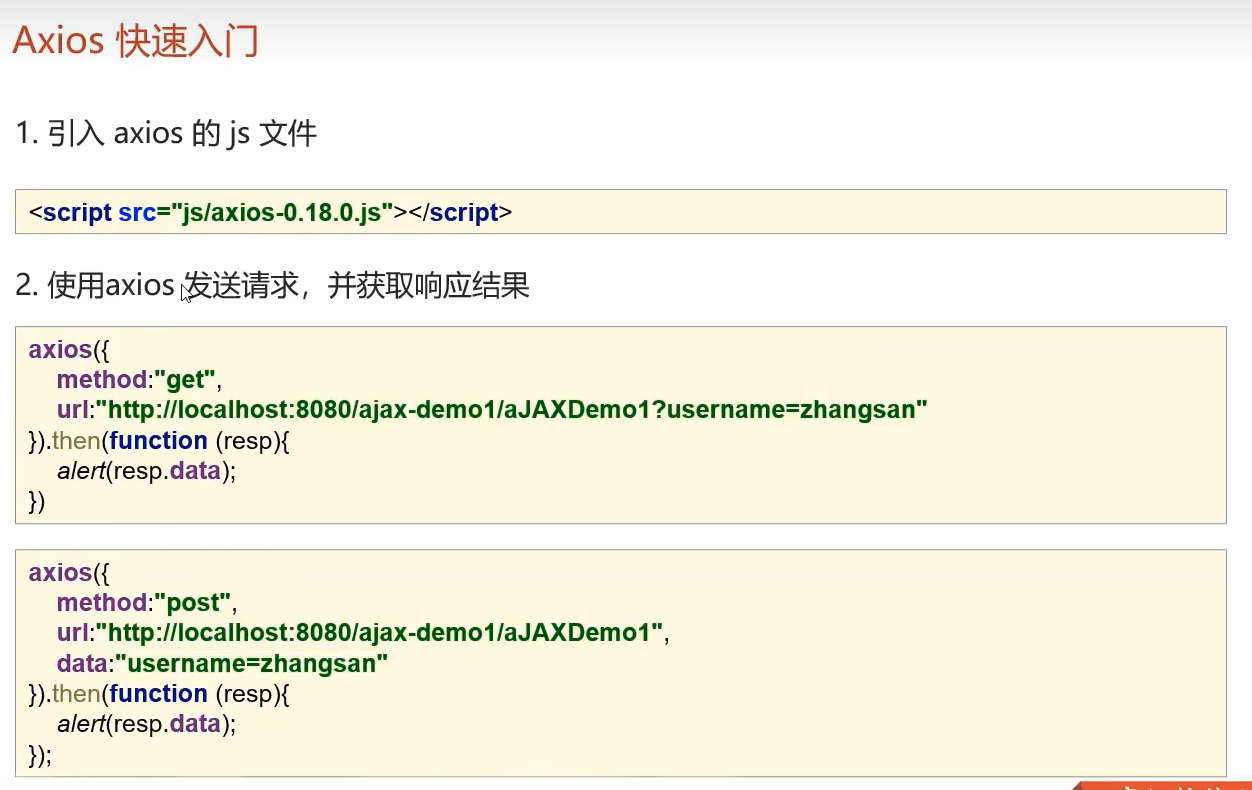 Axios 快速入门
1. 引入 axios 的 js 文件
<script src="js/axios-0.18.0.js"></script>
2. 使用axios 发送请求，并获取响应结果
axios({
    method:"get",
    url:"http://localhost:8080/ajax-demo1/aJAXDemo1?username=zhangsan"
}).then(function (resp){
    alert(resp.data);
})
axios({
    method:"post",
    url:"http://localhost:8080/ajax-demo1/aJAXDemo1",
    data:"username=zhangsan"
}).then(function (resp){
    alert(resp.data);
});